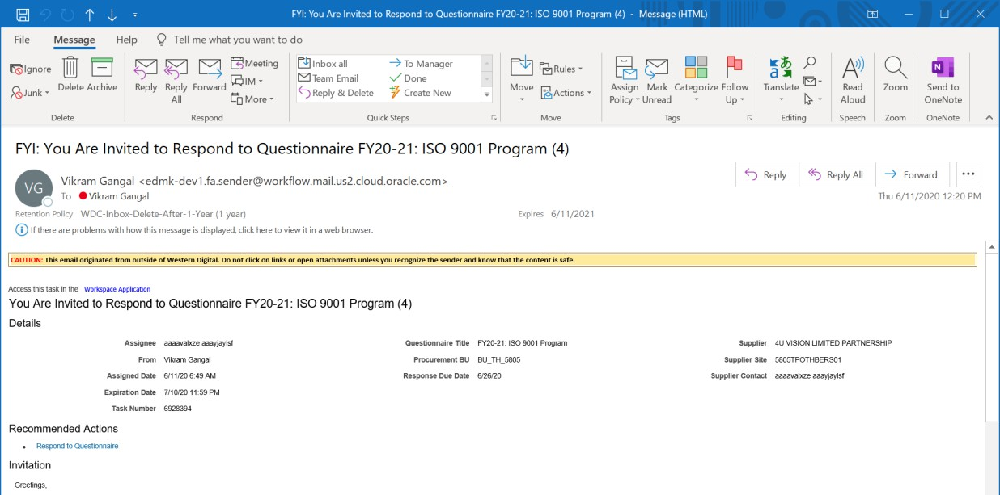 FYI: You Are Invited to Respond to Questionnaire FY20-21: ISO 9001 Program (4) - Message (HTML)
File Message Help Tell me what you want to do
Ignore
Junk
Delete Archive
Delete
Reply Reply All Forward
Meeting
IM
More
Respond
Inbox all
Team Email
Reply & Delete
To Manager
Done
Create New
Quick Steps
Move
Rules
Actions
Move
Assign Policy Mark Unread Categorize Follow Up
Tags
Translate
Editing
Read Aloud
Speech
Zoom
Zoom
Send to OneNote
OneNote
FYI: You Are Invited to Respond to Questionnaire FY20-21: ISO 9001 Program (4)
VG
Vikram Gangal <edmk-dev1.fa.sender@workflow.mail.us2.cloud.oracle.com>
To Vikram Gangal
Reply Reply All Forward
Thu 6/11/2020 12:20 PM
Retention Policy WDC-Inbox-Delete-After-1-Year (1 year) Expires 6/11/2021
If there are problems with how this message is displayed, click here to view it in a web browser.
CAUTION: This email originated from outside of Western Digital. Do not click on links or open attachments unless you recognize the sender and know that the content is safe.
Access this task in the Workspace Application
You Are Invited to Respond to Questionnaire FY20-21: ISO 9001 Program (4)
Details
Assignee aaaavalxze aaayjaylsf
From Vikram Gangal
Assigned Date 6/11/20 6:49 AM
Expiration Date 7/10/20 11:59 PM
Task Number 6928394
Questionnaire Title FY20-21: ISO 9001 Program
Procurement BU BU_TH_5805
Response Due Date 6/26/20
Supplier 4U VISION LIMITED PARTNERSHIP
Supplier Site 5805TPOTHBERS01
Supplier Contact aaaavalxze aaayjaylsf
Recommended Actions
• Respond to Questionnaire
Invitation
Greetings,